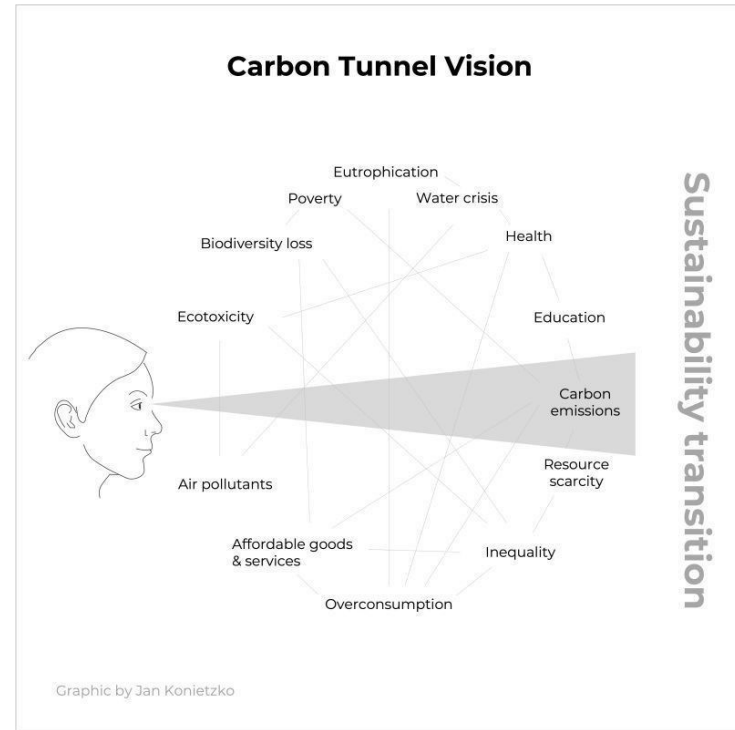 Carbon Tunnel Vision
Eutrophication
Poverty
Water crisis
Biodiversity loss
Health
Ecotoxicity
Education
Carbon
emissions
Resource
scarcity
Air pollutants
Affordable goods
& services
Inequality
Overconsumption
Sustainability transition
Graphic by Jan Konietzko